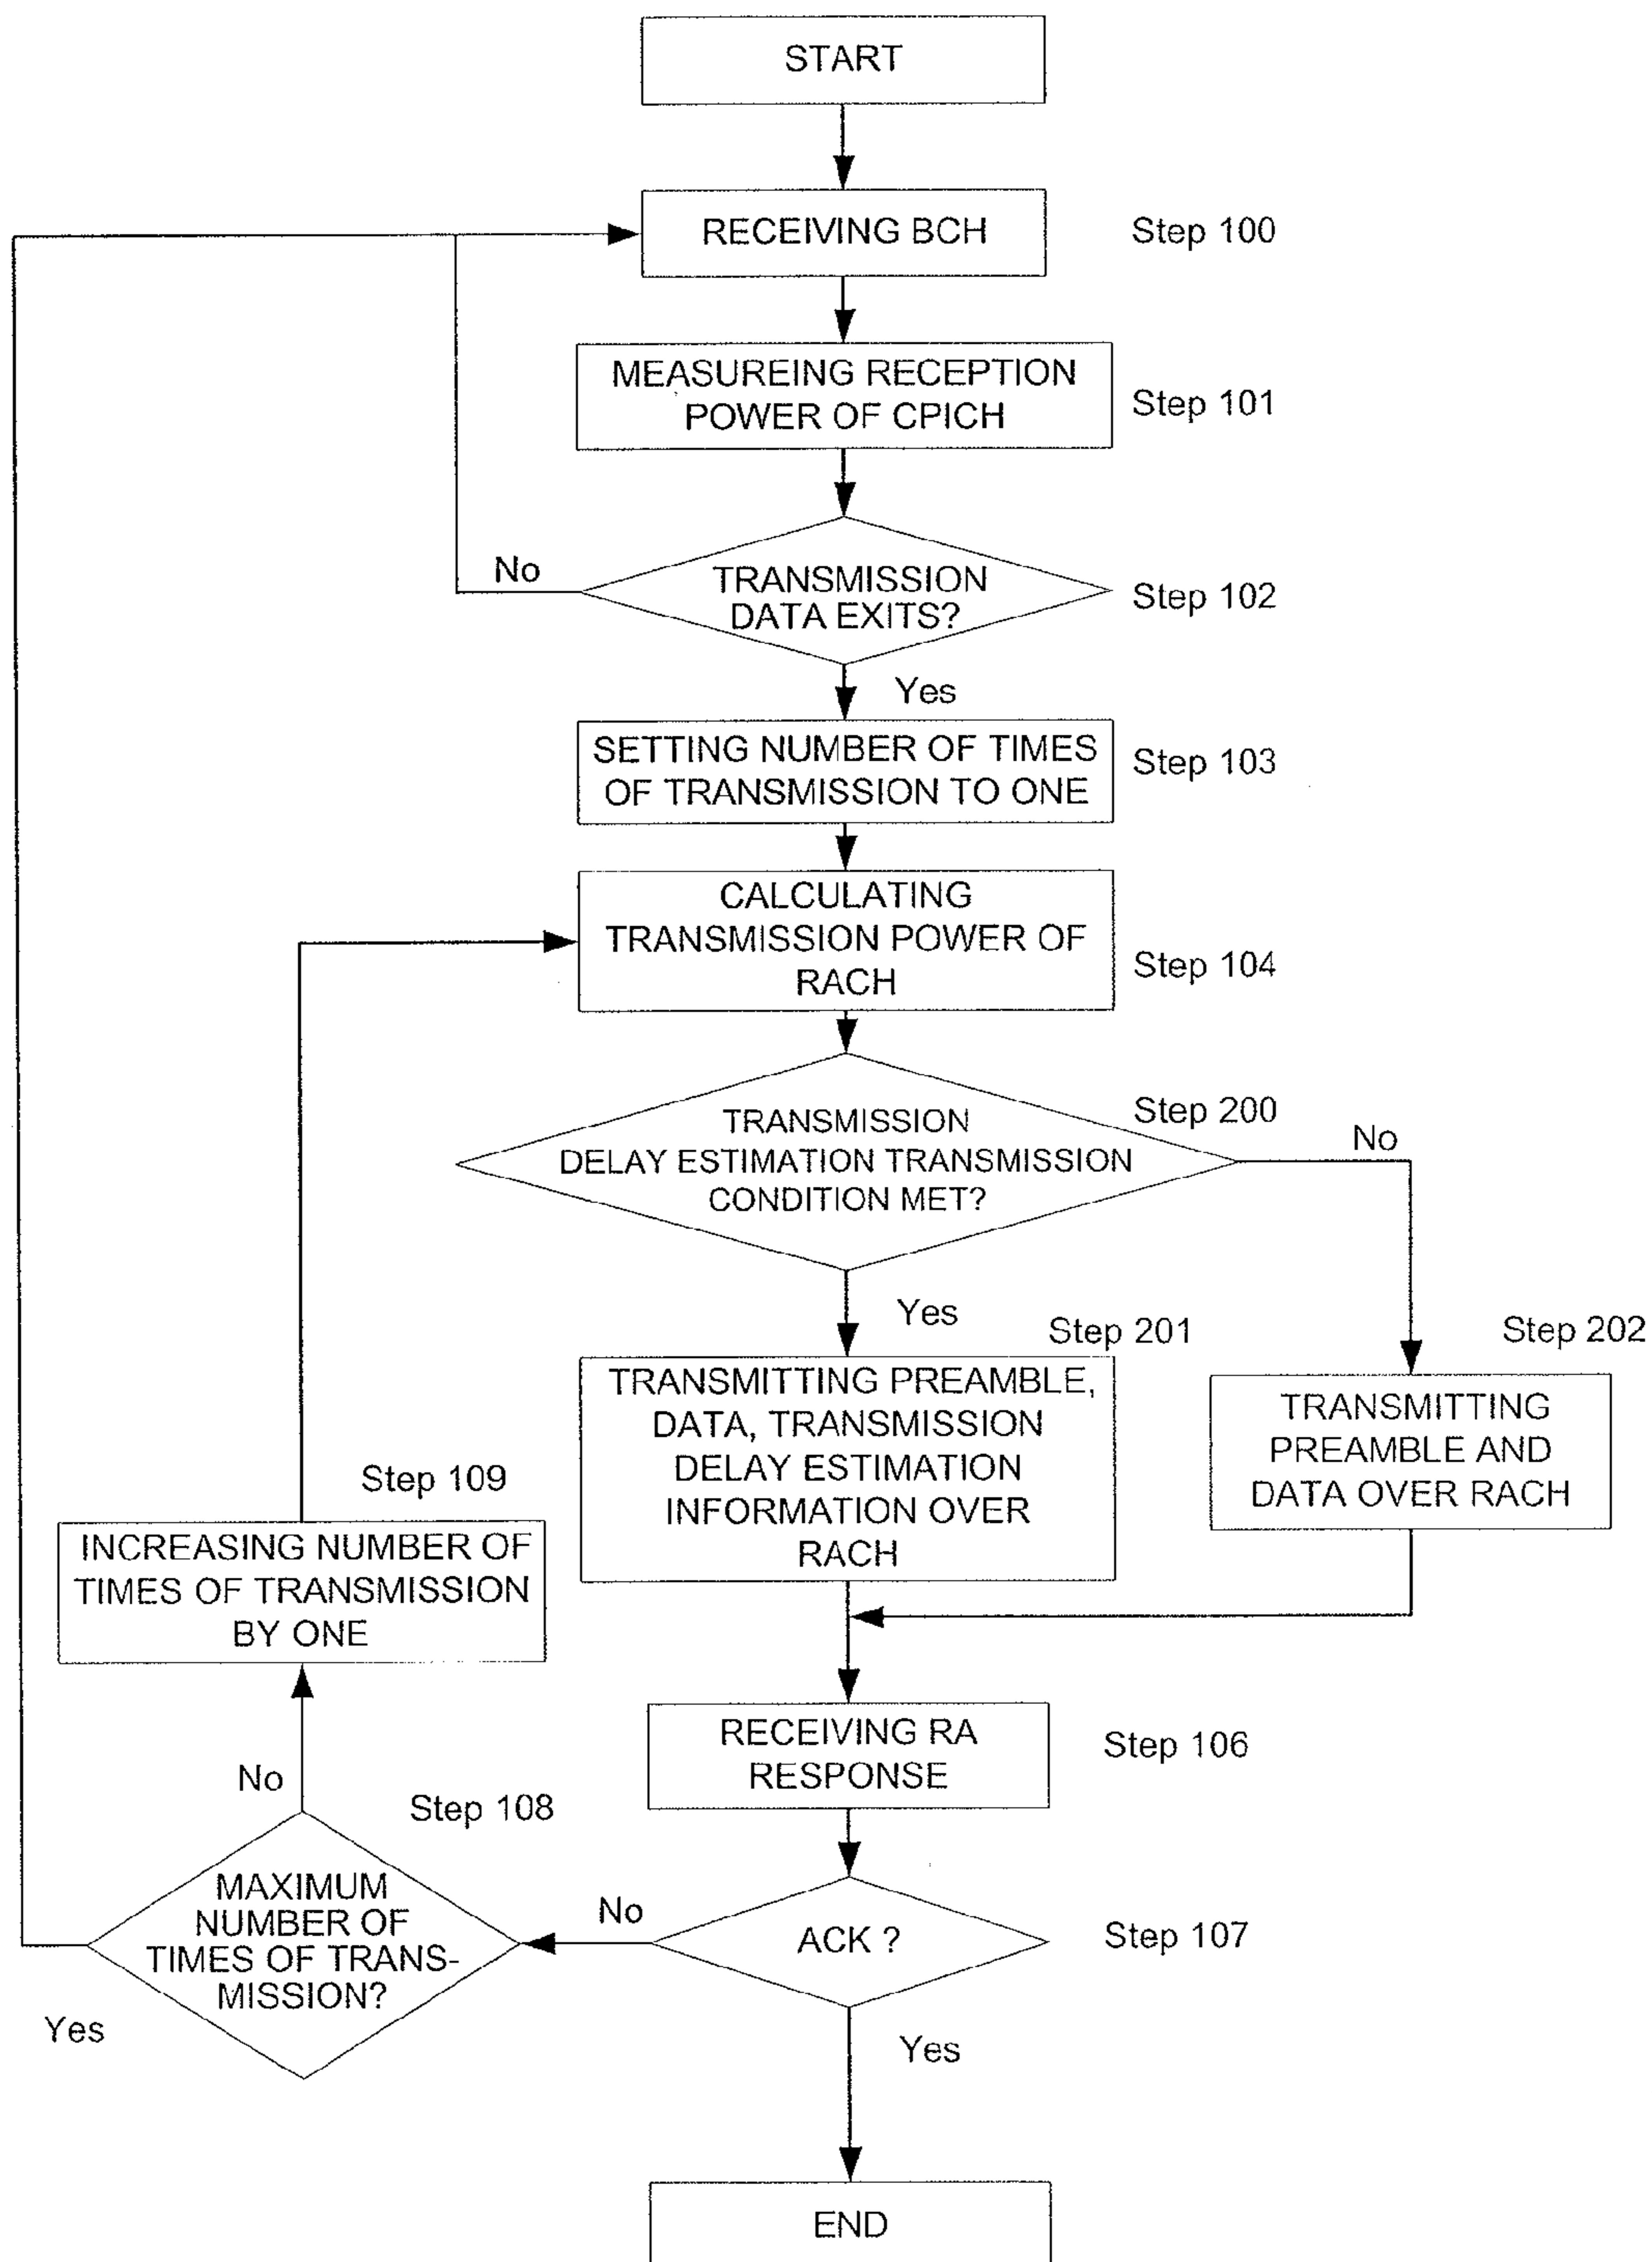 START
RECEIVING BCH
Step 100
MEASUREING RECEPTION
POWER OF CPICH
Step 101
No
TRANSMISSION
DATA EXITS?
Step 102
Yes
SETTING NUMBER OF TIMES
OF TRANSMISSION TO ONE
Step 103
CALCULATING
TRANSMISSION POWER OF
RACH
Step 104
TRANSMISSION
DELAY ESTIMATION TRANSMISSION
CONDITION MET?
Step 200
No
Yes
Step 201
TRANSMITTING PREAMBLE,
DATA, TRANSMISSION
DELAY ESTIMATION
INFORMATION OVER
RACH
Step 202
TRANSMITTING
PREAMBLE AND
DATA OVER RACH
Step 109
INCREASING NUMBER OF
TIMES OF TRANSMISSION
BY ONE
RECEIVING RA
RESPONSE
Step 106
No
Step 108
MAXIMUM
NUMBER OF
TIMES OF TRANS-
MISSION?
Yes
No
ACK ?
Step 107
Yes
END